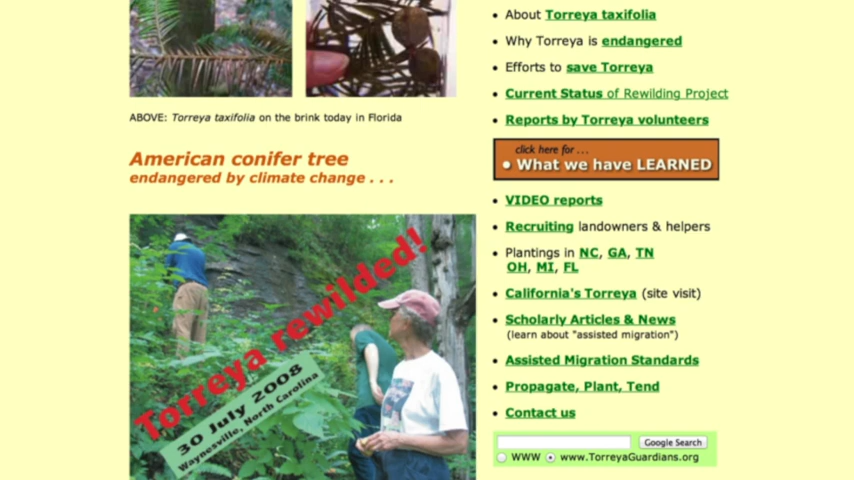 ABOVE: Torreya taxifolia on the brink today in Florida
American conifer tree
endangered by climate change . . .
Torreya rewilded!
30 July 2008
Waynesville, North Carolina
• About Torreya taxifolia
• Why Torreya is endangered
• Efforts to save Torreya
• Current Status of Rewilding Project
• Reports by Torreya volunteers
click here for . . .
• What we have LEARNED
• VIDEO reports
• Recruiting landowners & helpers
• Plantings in NC, GA, TN
OH, MI, FL
• California's Torreya (site visit)
• Scholarly Articles & News
(learn about "assisted migration")
• Assisted Migration Standards
• Propagate, Plant, Tend
• Contact us
Google Search
WWW www.TorreyaGuardians.org